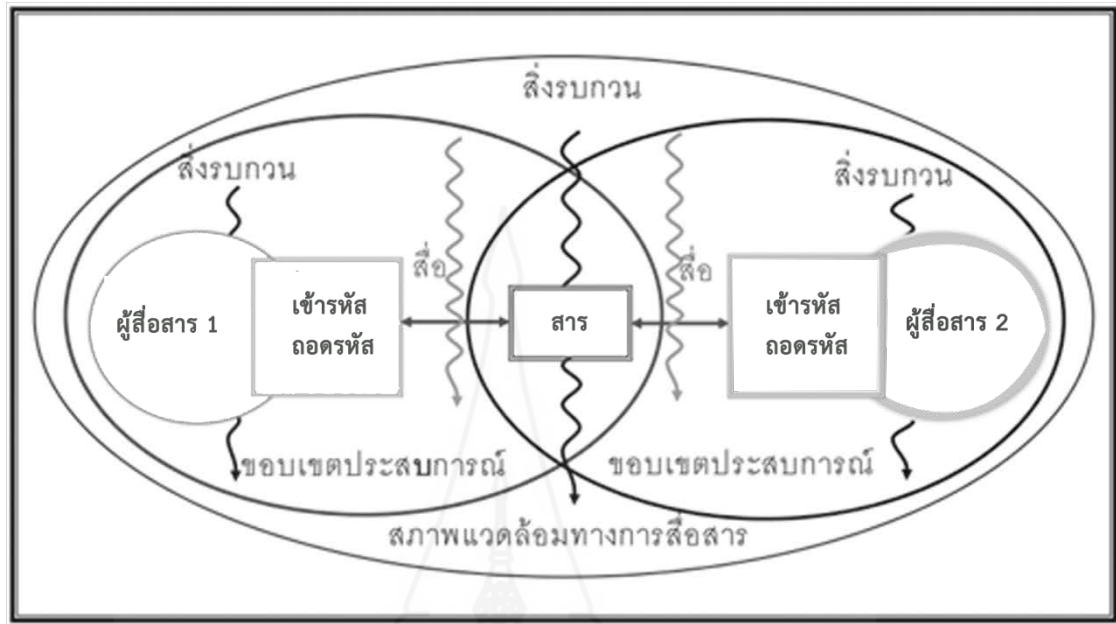 สิ่งรบกวน
สิ่งรบกวน
สิ่งรบกวน
สื่อ
สื่อ
ผู้สื่อสาร 1
เข้ารหัส
ถอดรหัส
สาร
เข้ารหัส
ถอดรหัส
ผู้สื่อสาร 2
ขอบเขตประสบการณ์
ขอบเขตประสบการณ์
สภาพแวดล้อมทางการสื่อสาร